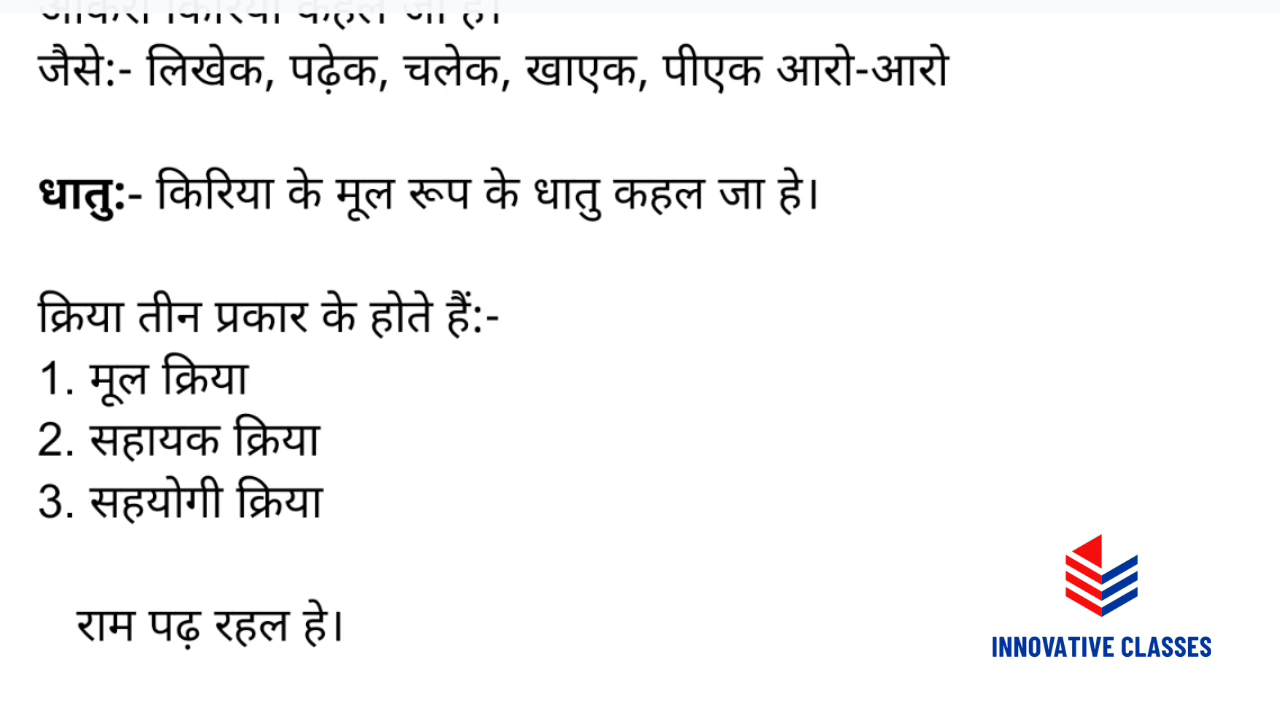 जैसे:- लिखेक, पढ़ेक, चलेक, खाएक, पीएक आरो-आरो
धातु:- किरिया के मूल रूप के धातु कहल जा हे।
क्रिया तीन प्रकार के होते हैं:-
1. मूल क्रिया
2. सहायक क्रिया
3. सहयोगी क्रिया
राम पढ़ रहल हे।
INNOVATIVE CLASSES